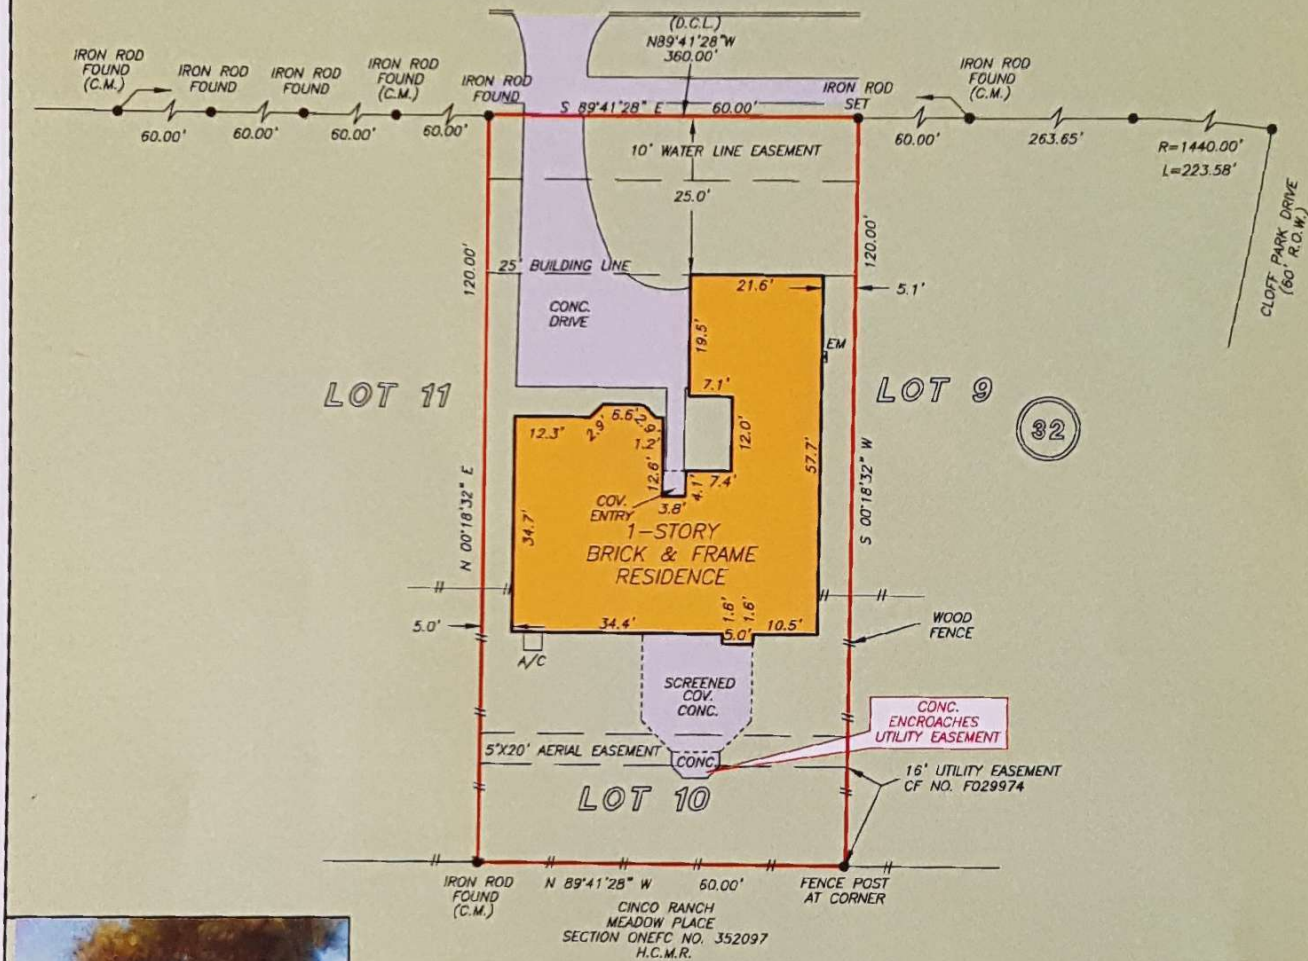 (D.C.L.)
N89°41'28"W
360.00'
IRON ROD
FOUND
(C.M.)
IRON ROD
FOUND
IRON ROD
FOUND
IRON ROD
FOUND
(C.M.)
IRON ROD
FOUND
IRON ROD
SET
IRON ROD
FOUND
(C.M.)
60.00'
60.00'
60.00'
60.00'
S 89°41'28" E 60.00'
60.00'
263.65'
R=1440.00'
L=223.58'
CLOFF PARK DRIVE
(60' R.O.W.)
10' WATER LINE EASEMENT
25.0'
120.00'
120.00'
25' BUILDING LINE
21.6'
5.1'
CONC.
DRIVE
19.5'
EM
7.1'
LOT 11
LOT 9
32
12.3'
2.9'
6.6'
2.9'
1.2'
12.6'
12.0'
57.7'
4.1'
7.4'
COV.
ENTRY
3.8'
1-STORY
BRICK & FRAME
RESIDENCE
34.7'
N 00°18'32" E
S 00°18'32" W
5.0'
34.4'
1.6'
1.6'
5.0'
10.5'
WOOD
FENCE
A/C
SCREENED
COV.
CONC.
CONC.
ENCROACHES
UTILITY EASEMENT
5'X20' AERIAL EASEMENT
CONC.
16' UTILITY EASEMENT
CF NO. F029974
LOT 10
IRON ROD
FOUND
(C.M.)
N 89°41'28" W 60.00'
FENCE POST
AT CORNER
CINCO RANCH
MEADOW PLACE
SECTION ONEFC NO. 352097
H.C.M.R.